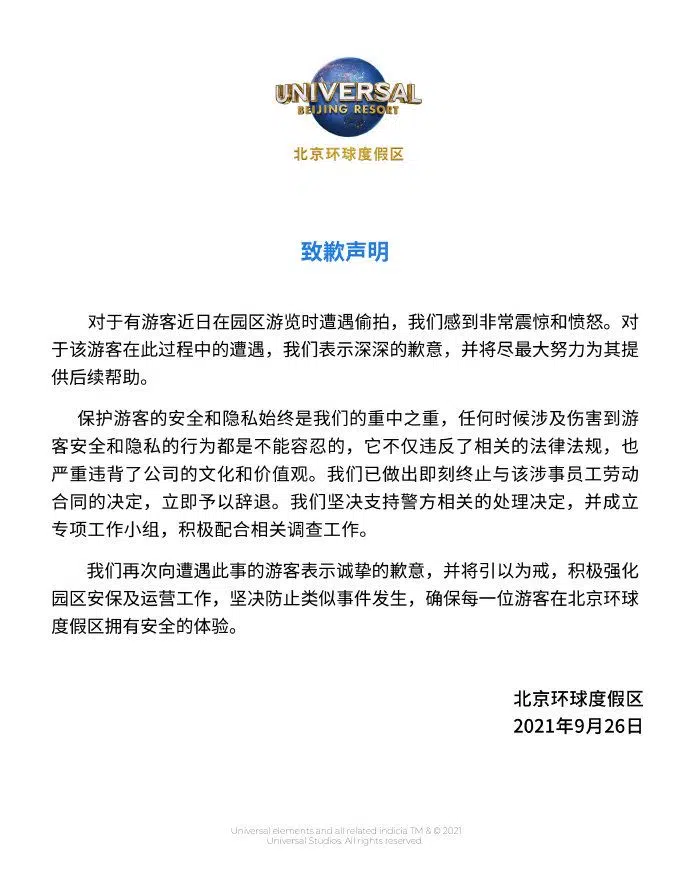 UNIVERSAL
BEIJING RESORT
北京环球度假区
致歉声明
对于有游客近日在园区游览时遭遇偷拍，我们感到非常震惊和愤怒。对
于该游客在此过程中的遭遇，我们表示深深的歉意，并将尽最大努力为其提
供后续帮助。
保护游客的安全和隐私始终是我们的重中之重，任何时候涉及伤害到游
客安全和隐私的行为都是不能容忍的，它不仅违反了相关的法律法规，也
严重违背了公司的文化和价值观。我们已做出即刻终止与该涉事员工劳动
合同的决定，立即予以辞退。我们坚决支持警方相关的处理决定，并成立
专项工作小组，积极配合相关调查工作。
我们再次向遭遇此事的游客表示诚挚的歉意，并将引以为戒，积极强化
园区安保及运营工作，坚决防止类似事件发生，确保每一位游客在北京环球
度假区拥有安全的体验。
北京环球度假区
2021年9月26日
Universal elements and all related indicia TM & © 2021
Universal Studios. All rights reserved.